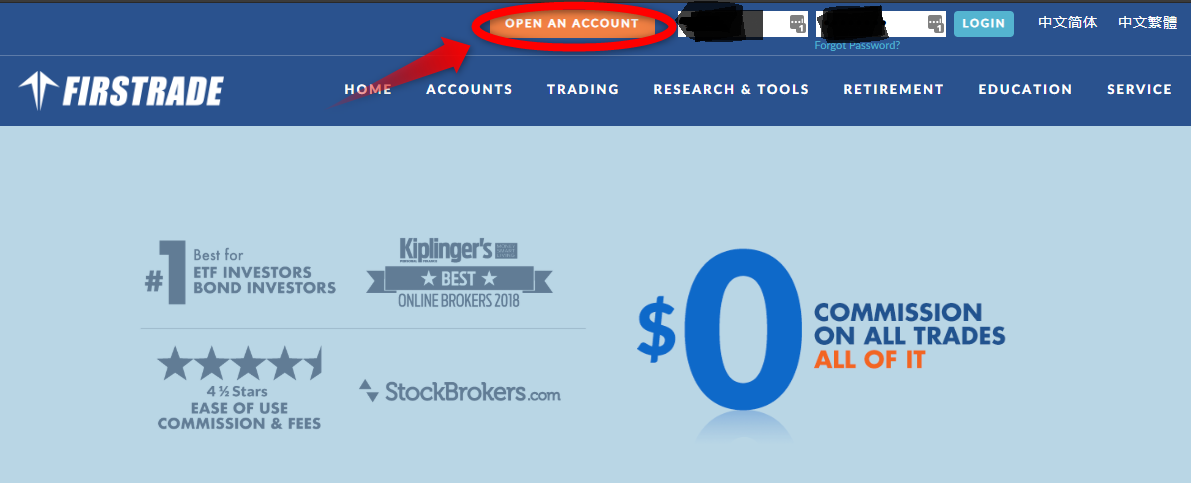 OPEN AN ACCOUNT
LOGIN
中文简体
中文繁體
Forgot Password?
FIRSTRADE
HOME
ACCOUNTS
TRADING
RESEARCH & TOOLS
RETIREMENT
EDUCATION
SERVICE
#1
Best for
ETF INVESTORS
BOND INVESTORS
Kiplinger's
BEST
ONLINE BROKERS 2018
4 ½ Stars
EASE OF USE
COMMISSION & FEES
StockBrokers.com
$0
COMMISSION
ON ALL TRADES
ALL OF IT